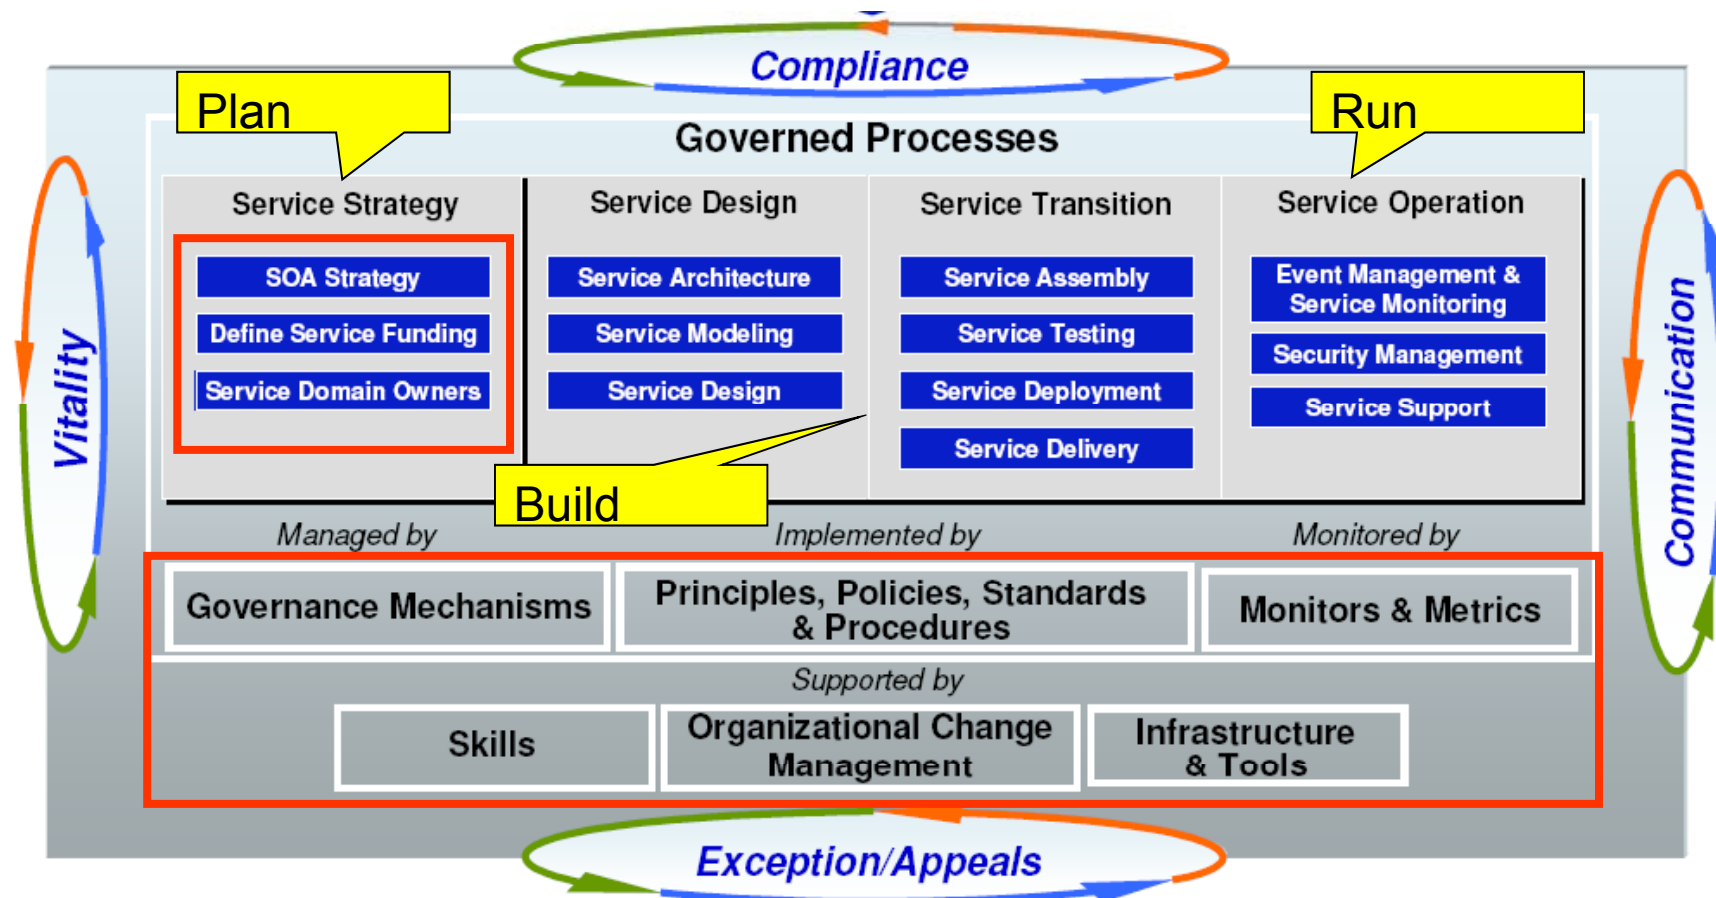 Compliance
Plan
Run
Governed Processes
Service Strategy
SOA Strategy
Define Service Funding
Service Domain Owners
Service Design
Service Architecture
Service Modeling
Service Design
Service Transition
Service Assembly
Service Testing
Service Deployment
Service Delivery
Service Operation
Event Management &
Service Monitoring
Security Management
Service Support
Build
Vitality
Communication
Managed by
Implemented by
Monitored by
Governance Mechanisms
Principles, Policies, Standards
& Procedures
Monitors & Metrics
Supported by
Skills
Organizational Change
Management
Infrastructure
& Tools
Exception/Appeals